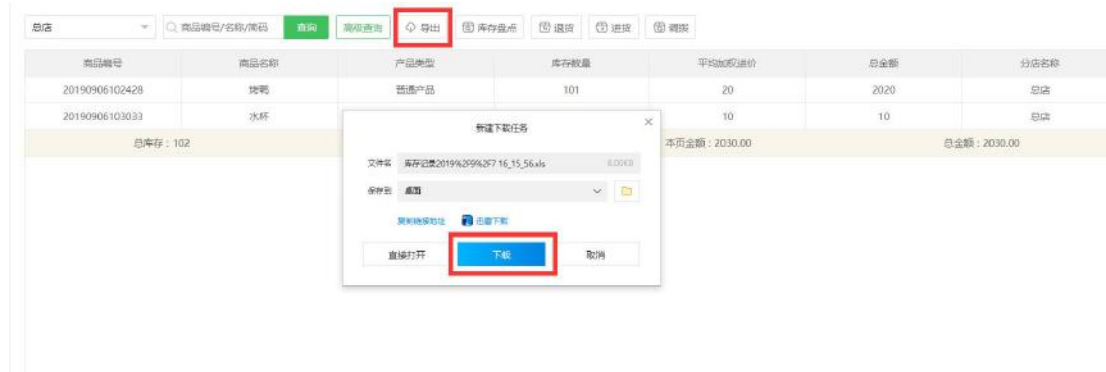 总店 商品编号/名称/简码 查询 高级查询 导出 库存盘点 退货 进货 调拨
商品编号 商品名称 产品类型 库存数量 平均加权进价 总金额 分店名称
20190906102428 烤鸭 普通产品 101 20 2020 总店
20190906103033 水杯 10 10 总店
总库存：102 本页金额：2030.00 总金额：2030.00
新建下载任务
文件名 库存记录2019%2F9%2F7 16_15_56.xls 8.00KB
保存到 桌面
复制链接地址 迅雷下载
直接打开 下载 取消